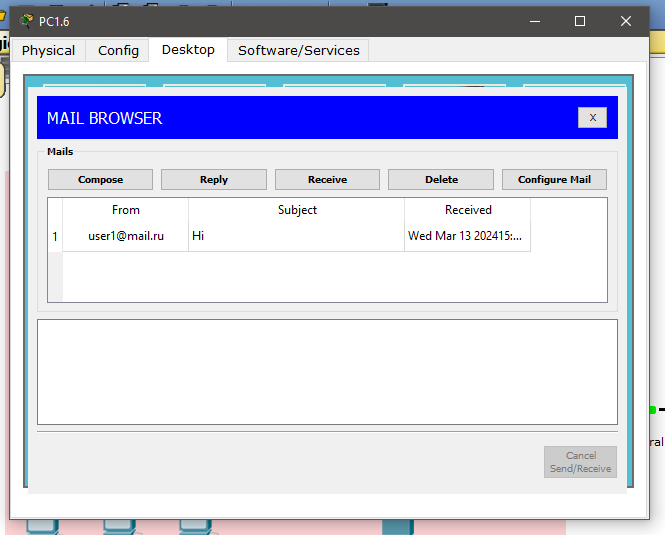 PC1.6
Physical Config Desktop Software/Services
MAIL BROWSER
X
Mails
Compose Reply Receive Delete Configure Mail
From Subject Received
1 user1@mail.ru Hi Wed Mar 13 202415:...
Cancel
Send/Receive